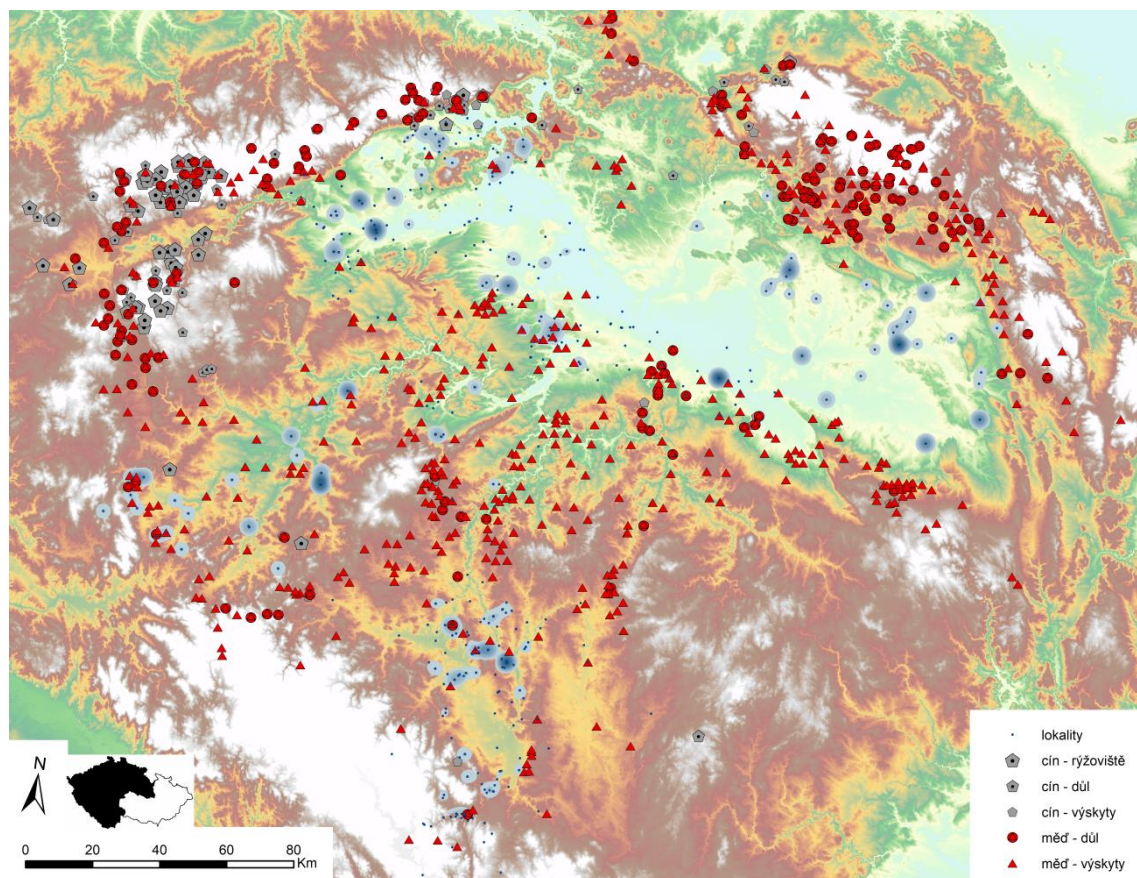 lokality
cín - rýžoviště
cín - důl
cín - výskyty
měď - důl
měď - výskyty
N
0 20 40 60 80
Km